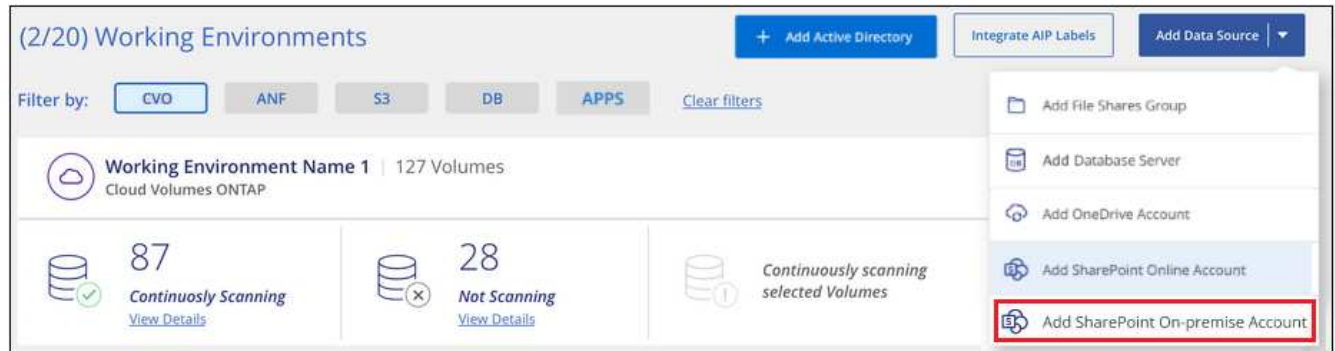 (2/20) Working Environments
+ Add Active Directory
Integrate AIP Labels
Add Data Source
Filter by:
CVO
ANF
S3
DB
APPS
Clear filters
Add File Shares Group
DB
Add Database Server
Working Environment Name 1 | 127 Volumes
Cloud Volumes ONTAP
Add OneDrive Account
87
Continuosly Scanning
View Details
28
Not Scanning
View Details
Continuously scanning
selected Volumes
S
Add SharePoint Online Account
S
Add SharePoint On-premise Account